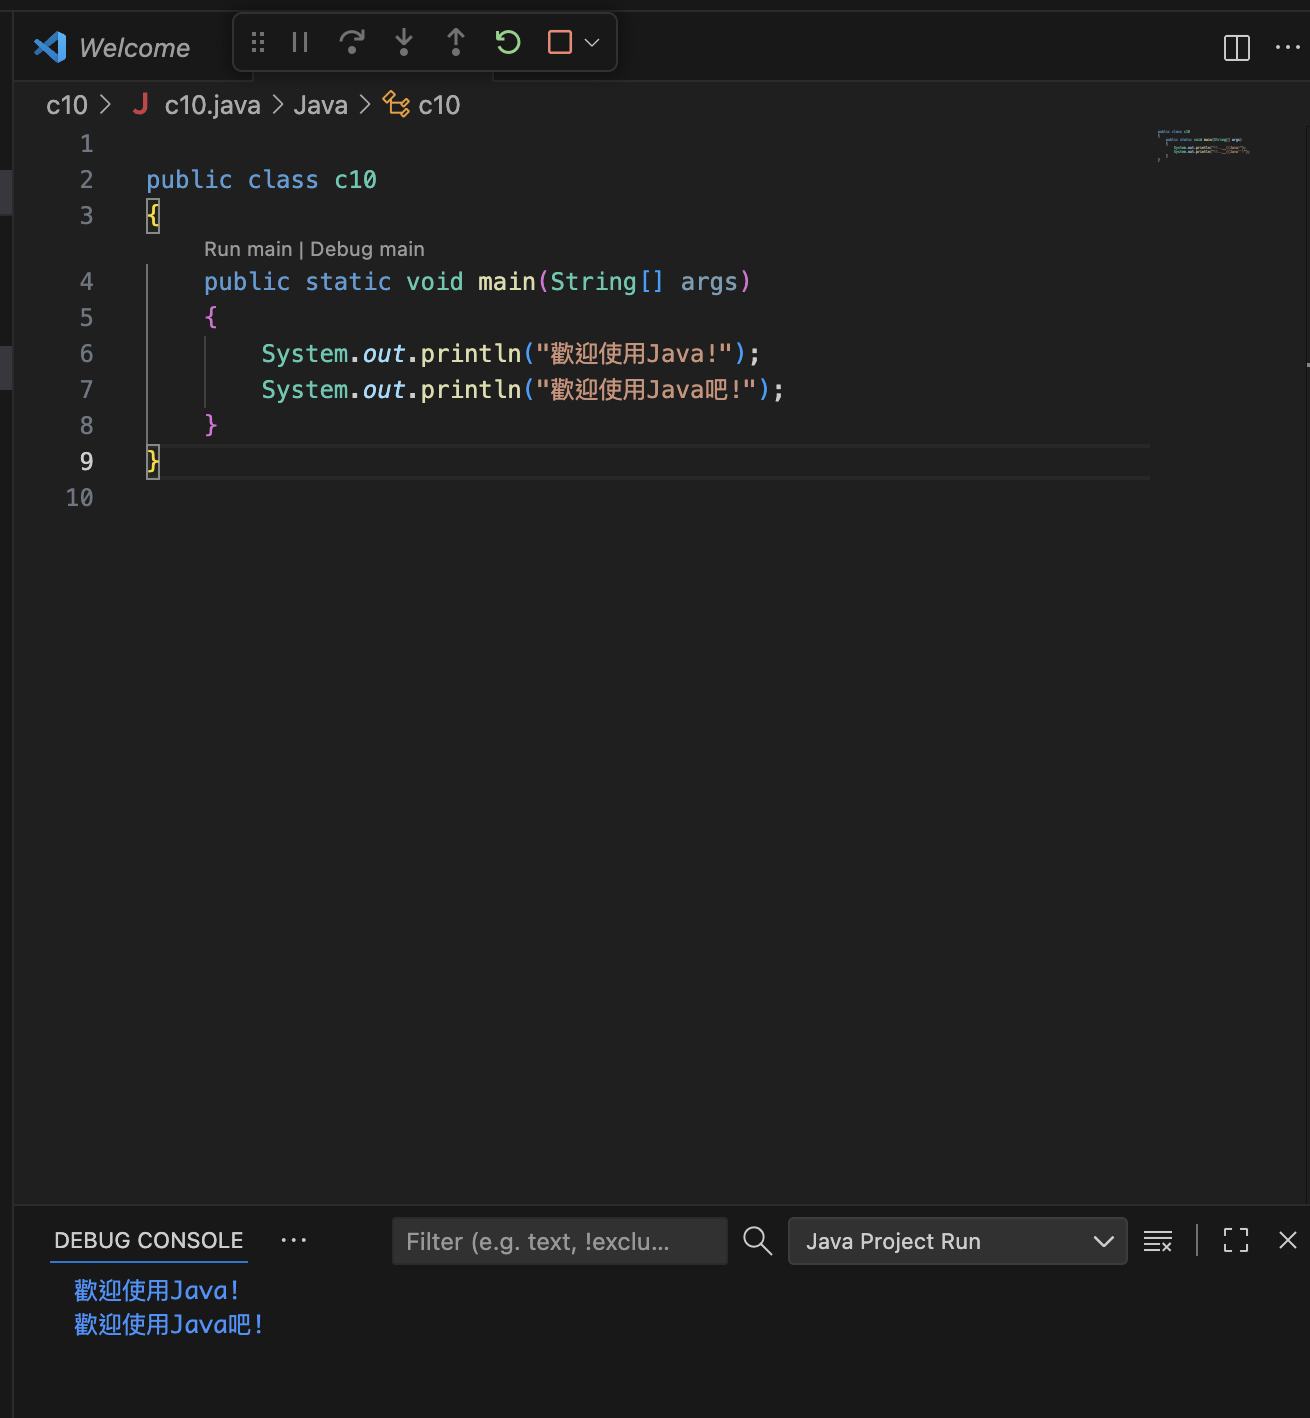 Welcome
c10 > J c10.java > Java > c10
1
2 public class c10
3 {
Run main | Debug main
4 public static void main(String[] args)
5 {
6 System.out.println("歡迎使用Java!");
7 System.out.println("歡迎使用Java吧!");
8 }
9 }
10
DEBUG CONSOLE ··· Filter (e.g. text, !exclu... Java Project Run
歡迎使用Java!
歡迎使用Java吧!